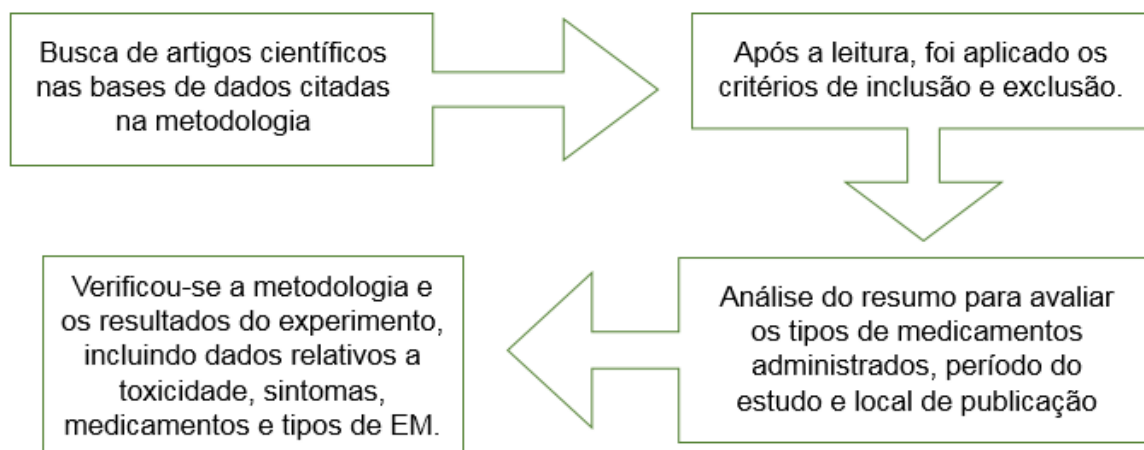 Busca de artigos científicos
nas bases de dados citadas
na metodologia
Após a leitura, foi aplicado os
critérios de inclusão e exclusão.
Análise do resumo para avaliar
os tipos de medicamentos
administrados, período do
estudo e local de publicação
Verificou-se a metodologia e
os resultados do experimento,
incluindo dados relativos a
toxicidade, sintomas,
medicamentos e tipos de EM.